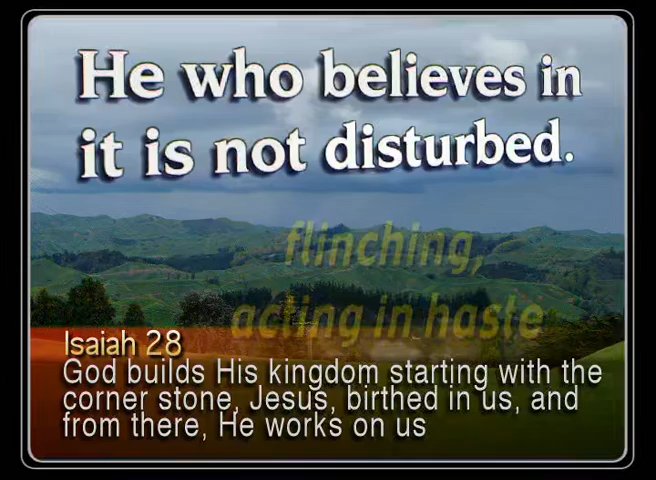 He who believes in
it is not disturbed.
flinching,
acting in haste
Isaiah 28
God builds His kingdom starting with the
corner stone, Jesus, birthed in us, and
from there, He works on us